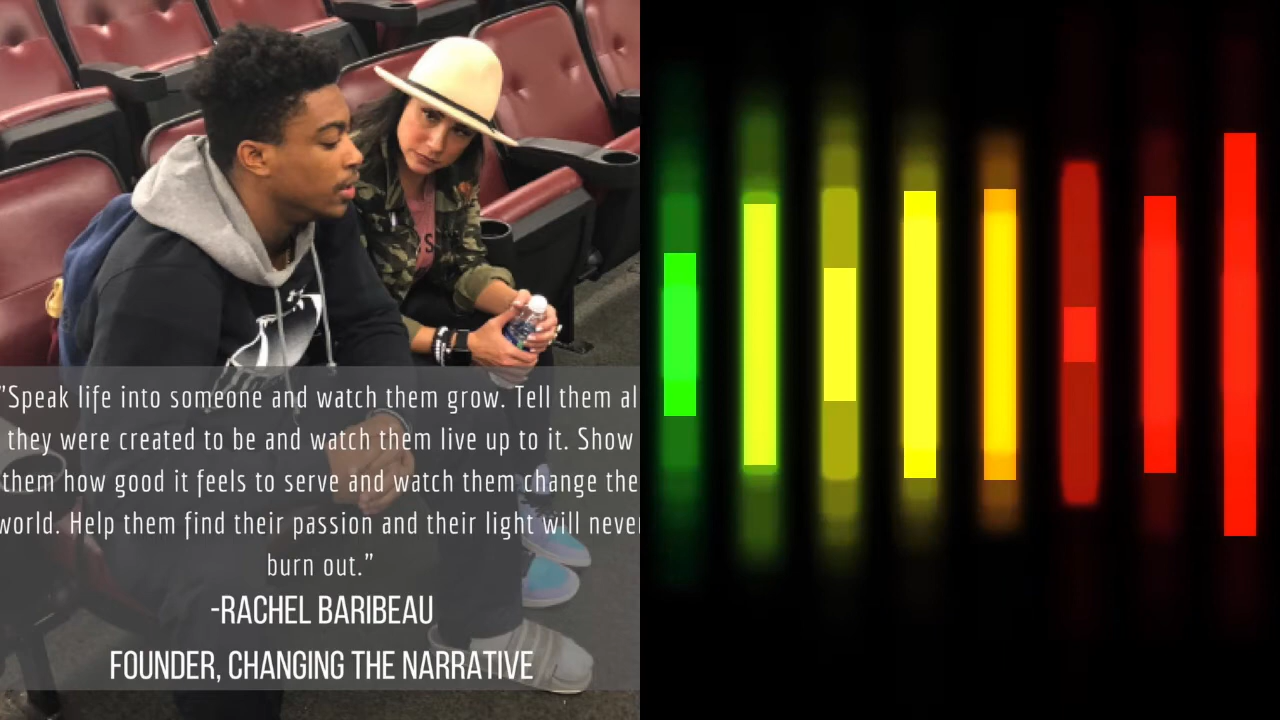 "Speak life into someone and watch them grow. Tell them al
they were created to be and watch them live up to it. Show
them how good it feels to serve and watch them change the
world. Help them find their passion and their light will never
burn out.”
-RACHEL BARIBEAU
FOUNDER, CHANGING THE NARRATIVE